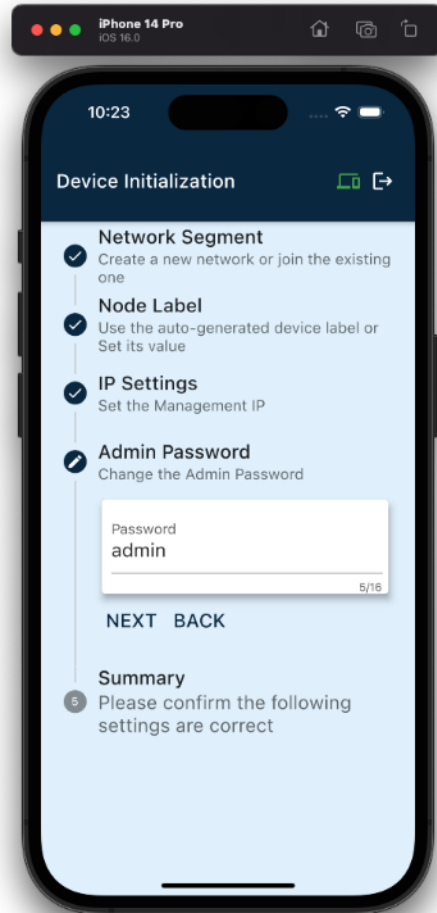 iPhone 14 Pro
iOS 16.0
10:23
Device Initialization
Network Segment
Create a new network or join the existing
one
Node Label
Use the auto-generated device label or
Set its value
IP Settings
Set the Management IP
Admin Password
Change the Admin Password
Password
admin
5/16
NEXT BACK
Summary
5
Please confirm the following
settings are correct